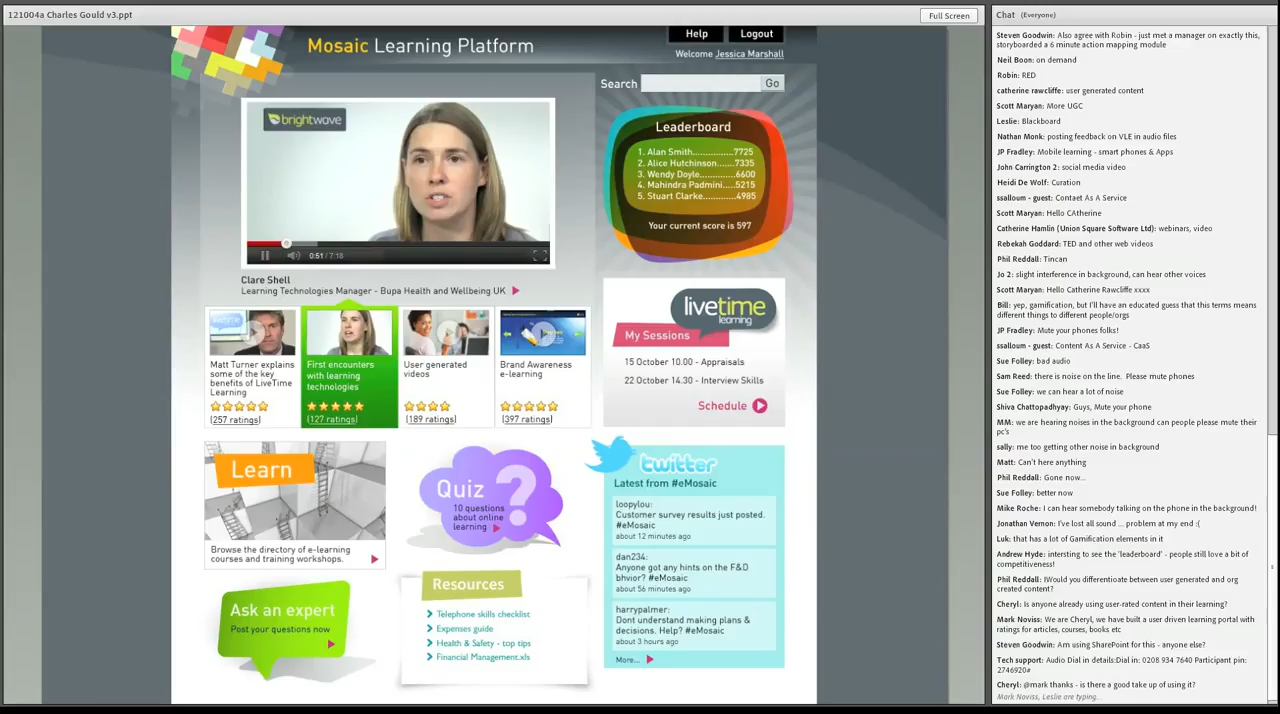 121004a Charles Gould v3.ppt
Full Screen
Mosaic Learning Platform
Help
Logout
Welcome Jessica Marshall
Search
Go
brightwave
0:51 / 7:18
Clare Shell
Learning Technologies Manager - Bupa Health and Wellbeing UK
Leaderboard
1. Alan Smith..............7725
2. Alice Hutchinson.......7335
3. Wendy Doyle...........6600
4. Mahindra Padmini....5215
5. Stuart Clarke..........4985
Your current score is 597
Matt Turner explains
some of the key
benefits of LiveTime
Learning
(257 ratings)
First encounters
with learning
technologies
(127 ratings)
User generated
videos
(189 ratings)
Brand Awareness
e-learning
(397 ratings)
livetime
learning
My Sessions
15 October 10.00 - Appraisals
22 October 14.30 - Interview Skills
Schedule
Learn
Browse the directory of e-learning
courses and training workshops.
Quiz
?
10 questions
about online
learning
Ask an expert
Post your questions now
Resources
Telephone skills checklist
Expenses guide
Health & Safety - top tips
Financial Management.xls
twitter
Latest from #eMosaic
loopylou:
Customer survey results just posted.
#eMosaic
about 12 minutes ago
dan234:
Anyone got any hints on the F&D
bhvior? #eMosaic
about 56 minutes ago
harrypalmer:
Dont understand making plans &
decisions. Help? #eMosaic
about 3 hours ago
More...
Chat (Everyone)
Steven Goodwin: Also agree with Robin - just met a manager on exactly this,
storyboarded a 6 minute action mapping module
Neil Boon: on demand
Robin: RED
catherine rawcliffe: user generated content
Scott Maryan: More UGC
Leslie: Blackboard
Nathan Monk: posting feedback on VLE in audio files
JP Fradley: Mobile learning - smart phones & Apps
John Carrington 2: social media video
Heidi De Wolf: Curation
ssalloum - guest: Contaet As A Service
Scott Maryan: Hello CAtherine
Catherine Hamlin (Union Square Software Ltd): webinars, video
Rebekah Goddard: TED and other web videos
Phil Reddall: Tincan
Jo 2: slight interference in background, can hear other voices
Scott Maryan: Hello Catherine Rawcliffe xxxx
Bill: yep, gamification, but I'll have an educated guess that this terms means
different things to different people/orgs
JP Fradley: Mute your phones folks!
ssalloum - guest: Content As A Service - CaaS
Sue Folley: bad audio
Sam Reed: there is noise on the line.  Please mute phones
Sue Folley: we can hear a lot of noise
Shiva Chattopadhyay: Guys, Mute your phone
MM: we are hearing noises in the background can people please mute their
pc's
sally: me too getting other noise in background
Matt: Can't here anything
Phil Reddall: Gone now...
Sue Folley: better now
Mike Roche: I can hear somebody talking on the phone in the background!
Jonathan Vernon: I've lost all sound ... problem at my end :(
Luk: that has a lot of Gamification elements in it
Andrew Hyde: intersting to see the 'leaderboard' - people still love a bit of
competitiveness!
Phil Reddall: IWould you differentiate between user generated and org
created content?
Cheryl: Is anyone already using user-rated content in their learning?
Mark Noviss: We are Cheryl, we have built a user driven learning portal with
ratings for articles, courses, books etc
Steven Goodwin: Am using SharePoint for this - anyone else?
Tech support: Audio Dial in details:Dial in: 0208 934 7640 Participant pin:
2746920#
Cheryl: @mark thanks - is there a good take up of using it?
Mark Noviss, Leslie are typing...